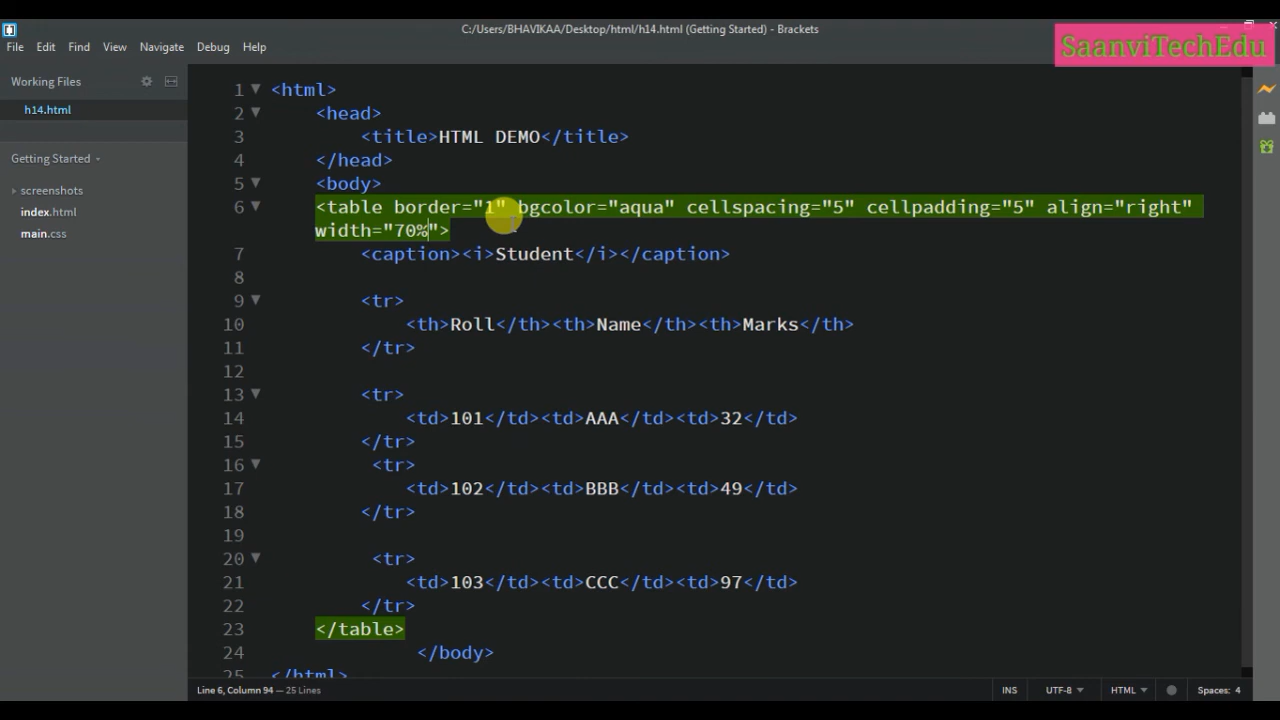 C:/Users/BHAVIKAA/Desktop/html/h14.html (Getting Started) - Brackets
File Edit Find View Navigate Debug Help
SaanviTechEdu
Working Files
h14.html
Getting Started
screenshots
index.html
main.css
1 <html>
2 <head>
3 <title>HTML DEMO</title>
4 </head>
5 <body>
6 <table border="1" bgcolor="aqua" cellspacing="5" cellpadding="5" align="right"
width="70%">
7 <caption><i>Student</i></caption>
8
9 <tr>
10 <th>Roll</th><th>Name</th><th>Marks</th>
11 </tr>
12
13 <tr>
14 <td>101</td><td>AAA</td><td>32</td>
15 </tr>
16 <tr>
17 <td>102</td><td>BBB</td><td>49</td>
18 </tr>
19
20 <tr>
21 <td>103</td><td>CCC</td><td>97</td>
22 </tr>
23 </table>
24 </body>
25 </html>
Line 6, Column 94 — 25 Lines
INS UTF-8 HTML Spaces: 4